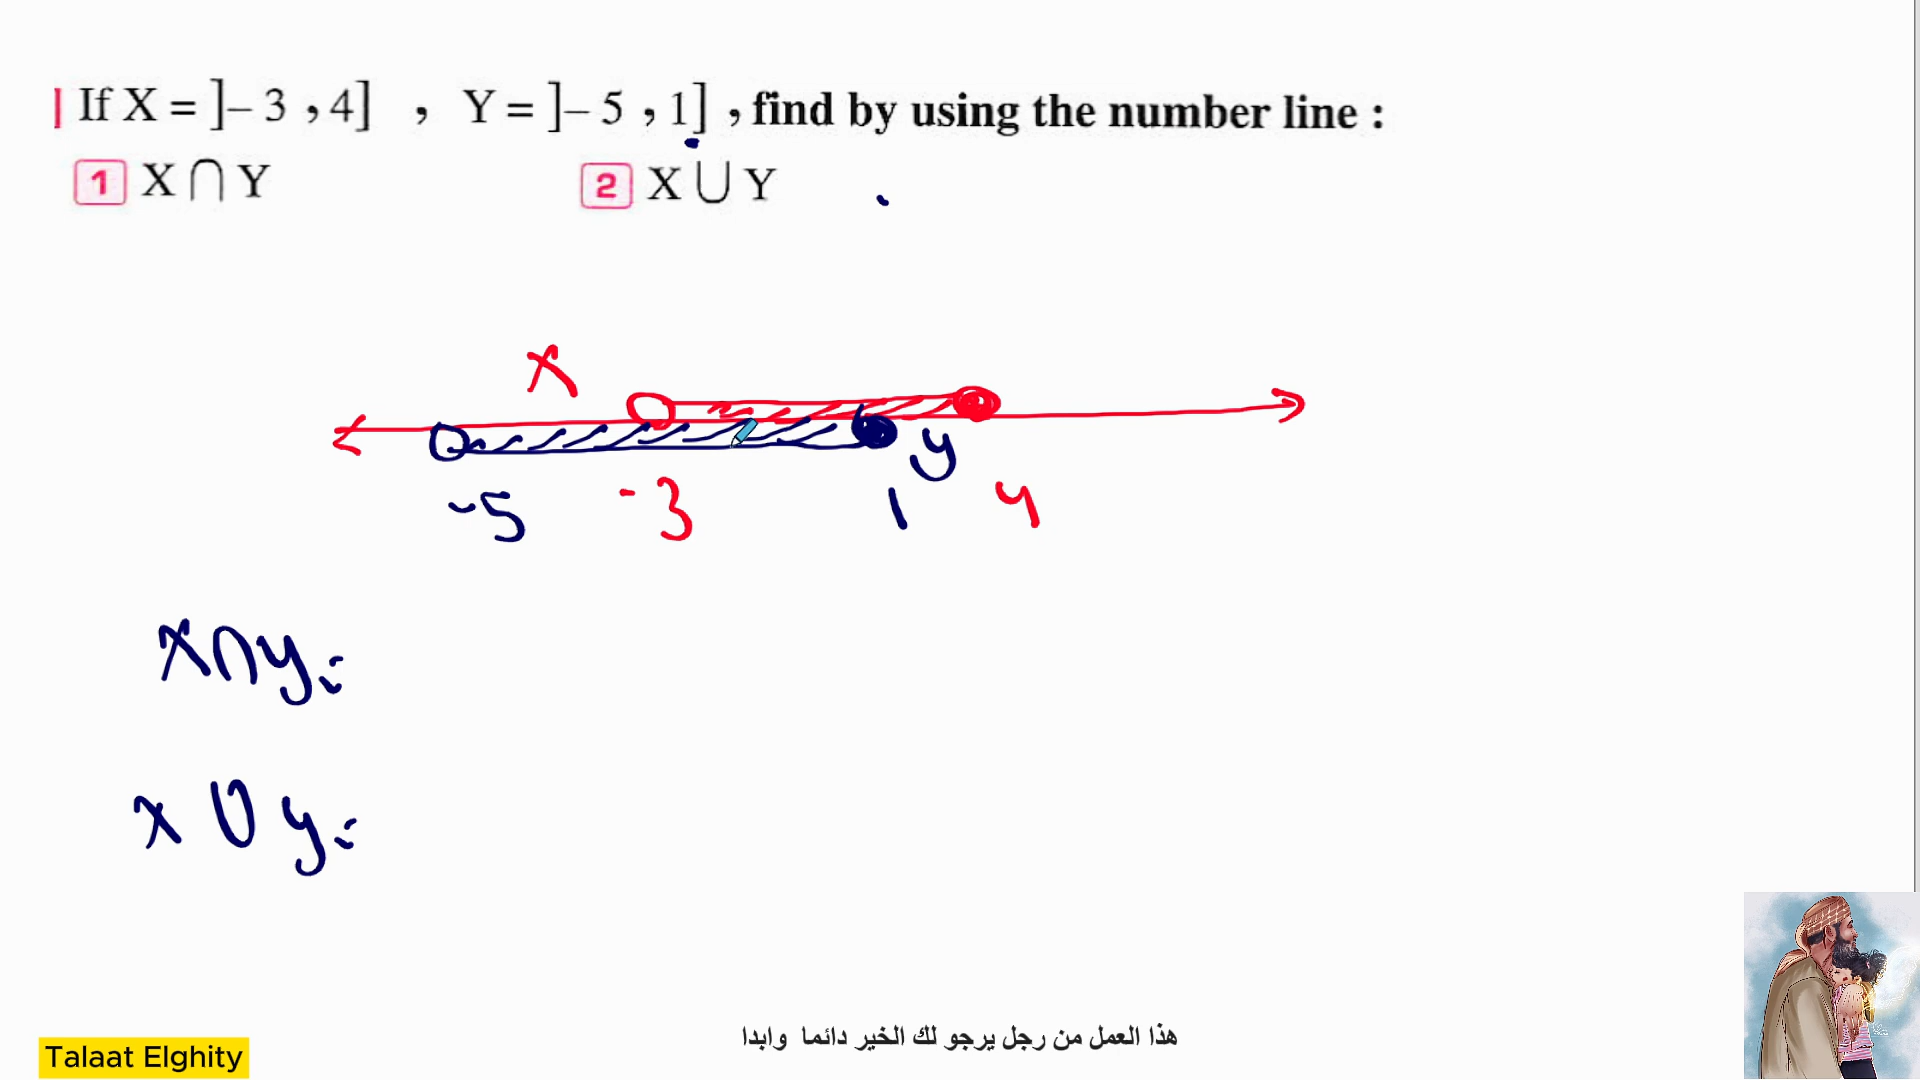 If X = ]– 3 , 4] , Y = ]– 5 , 1] , find by using the number line :
1 X ∩ Y 2 X ∪ Y
X
y
-5 -3 1 4
x∩y=
x ∪ y=
هذا العمل من رجل يرجو لك الخير دائما وابدا
Talaat Elghity